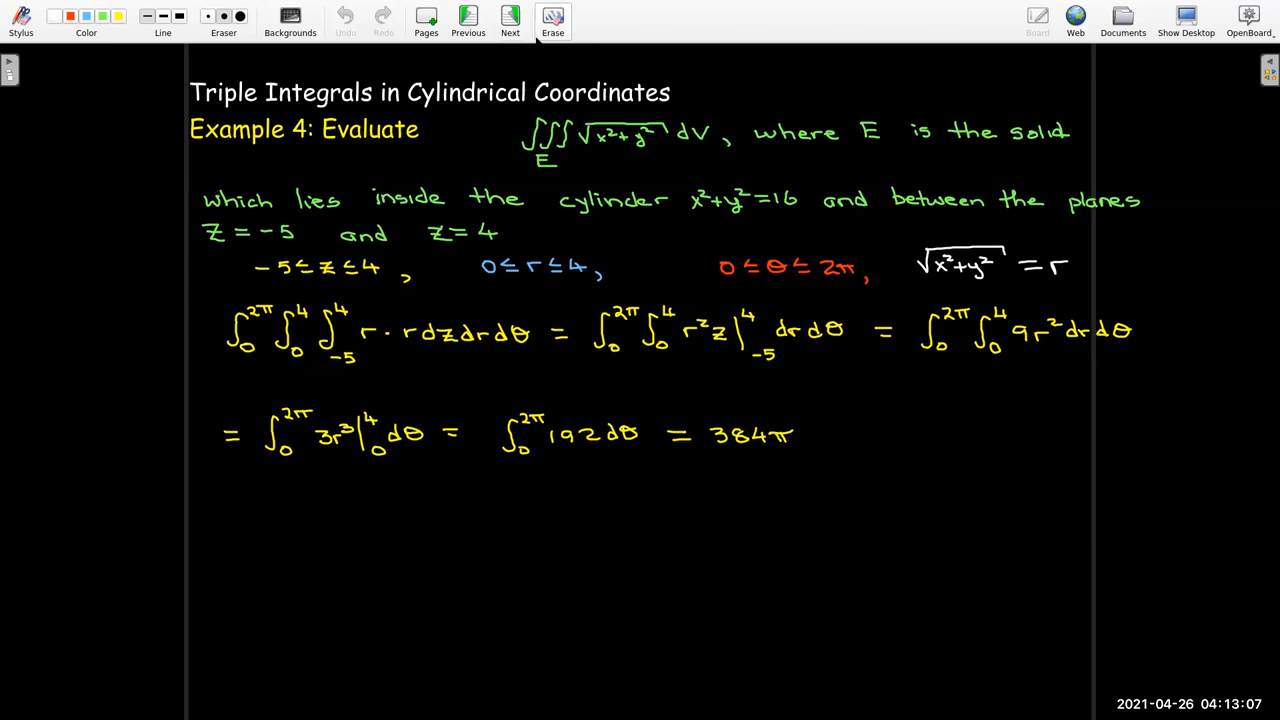 Stylus Color Line Eraser Backgrounds Undo Redo Pages Previous Next Erase Board Web Documents Show Desktop OpenBoard
Triple Integrals in Cylindrical Coordinates
Example 4: Evaluate ∭_E √(x²+y²) dV, where E is the solid
which lies inside the cylinder x²+y²=16 and between the planes
z = -5 and z = 4
-5 ≤ z ≤ 4, 0 ≤ r ≤ 4, 0 ≤ θ ≤ 2π, √(x²+y²) = r
∫₀^{2π} ∫₀^4 ∫_{-5}^4 r · r dz dr dθ = ∫₀^{2π} ∫₀^4 r²z |_{-5}^4 dr dθ = ∫₀^{2π} ∫₀^4 9r² dr dθ
= ∫₀^{2π} 3r³ |₀^4 dθ = ∫₀^{2π} 192 dθ = 384π
2021-04-26 04:13:07